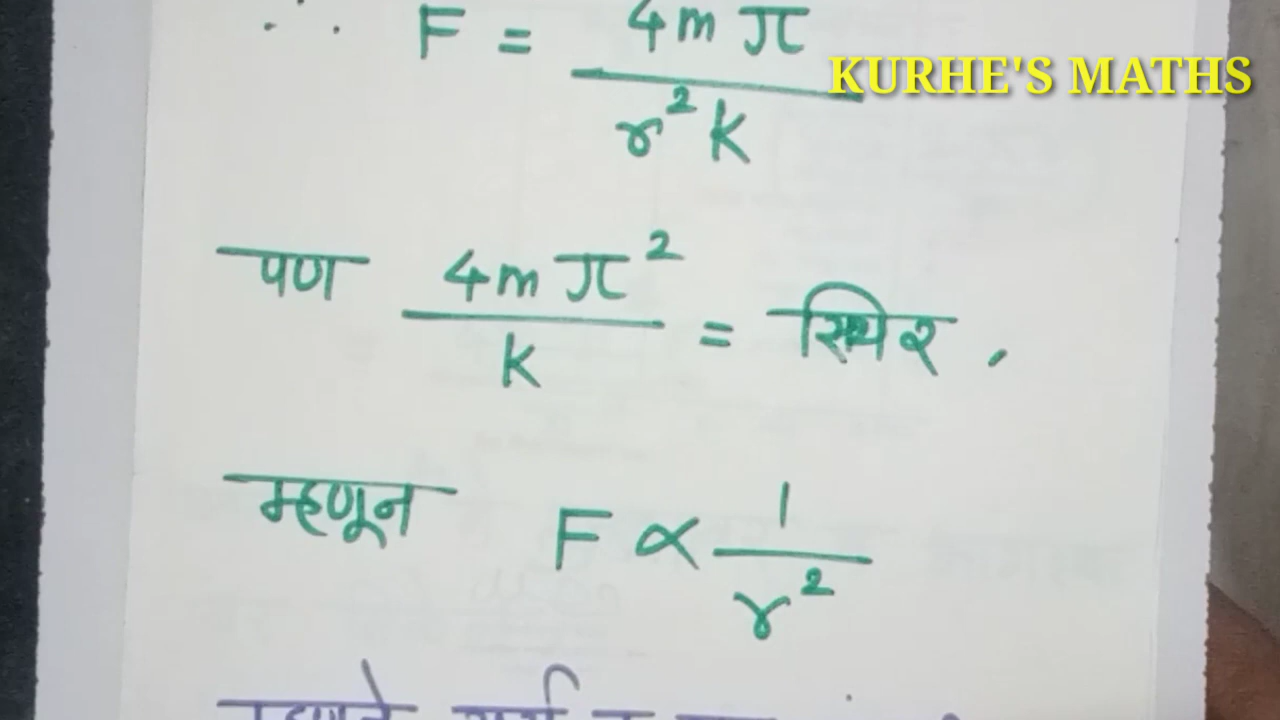 ∴ F = 4mπ / r²k
KURHE'S MATHS
पण 4mπ² / k = स्थिर .
म्हणून F ∝ 1 / r²